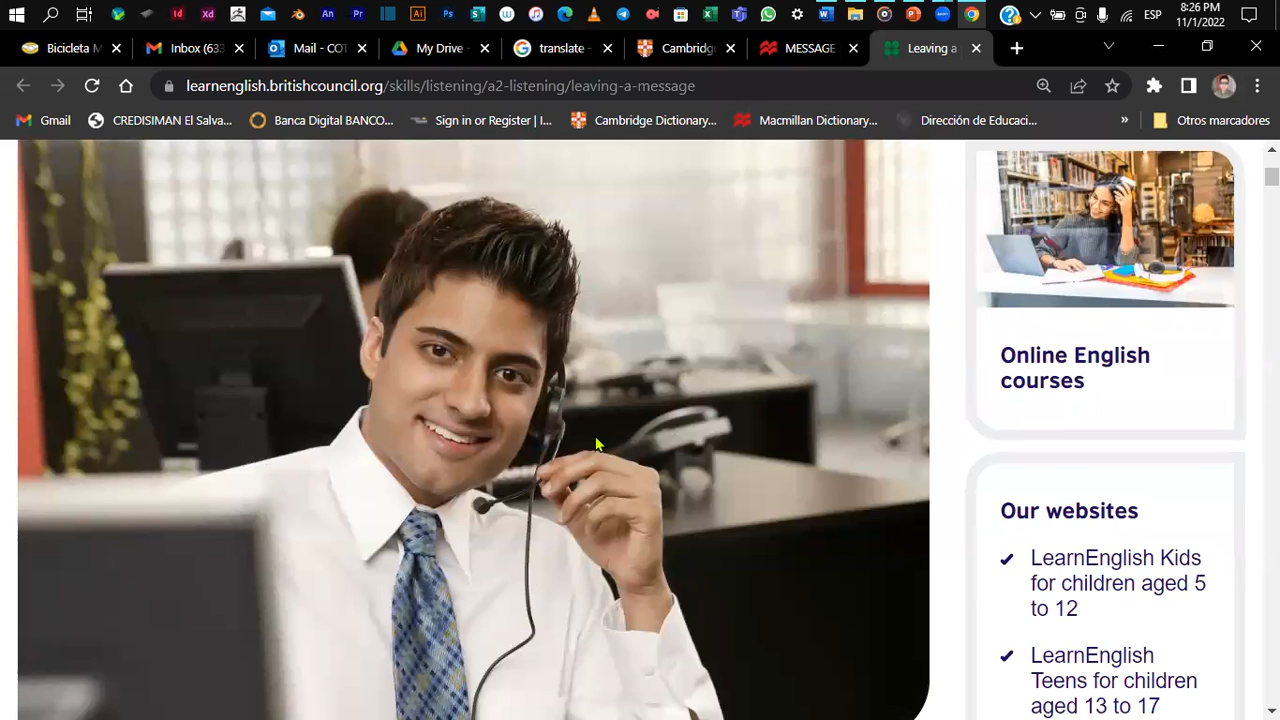 8:26 PM
ESP
11/1/2022
Bicicleta M
Inbox (633
Mail - COT
My Drive -
translate -
Cambridg
MESSAGE
Leaving a
learnenglish.britishcouncil.org/skills/listening/a2-listening/leaving-a-message
Gmail
CREDISIMAN El Salva...
Banca Digital BANCO...
Sign in or Register | I...
Cambridge Dictionary...
Macmillan Dictionary...
Dirección de Educaci...
»
Otros marcadores
Online English
courses
Our websites
LearnEnglish Kids
for children aged 5
to 12
LearnEnglish
Teens for children
aged 13 to 17